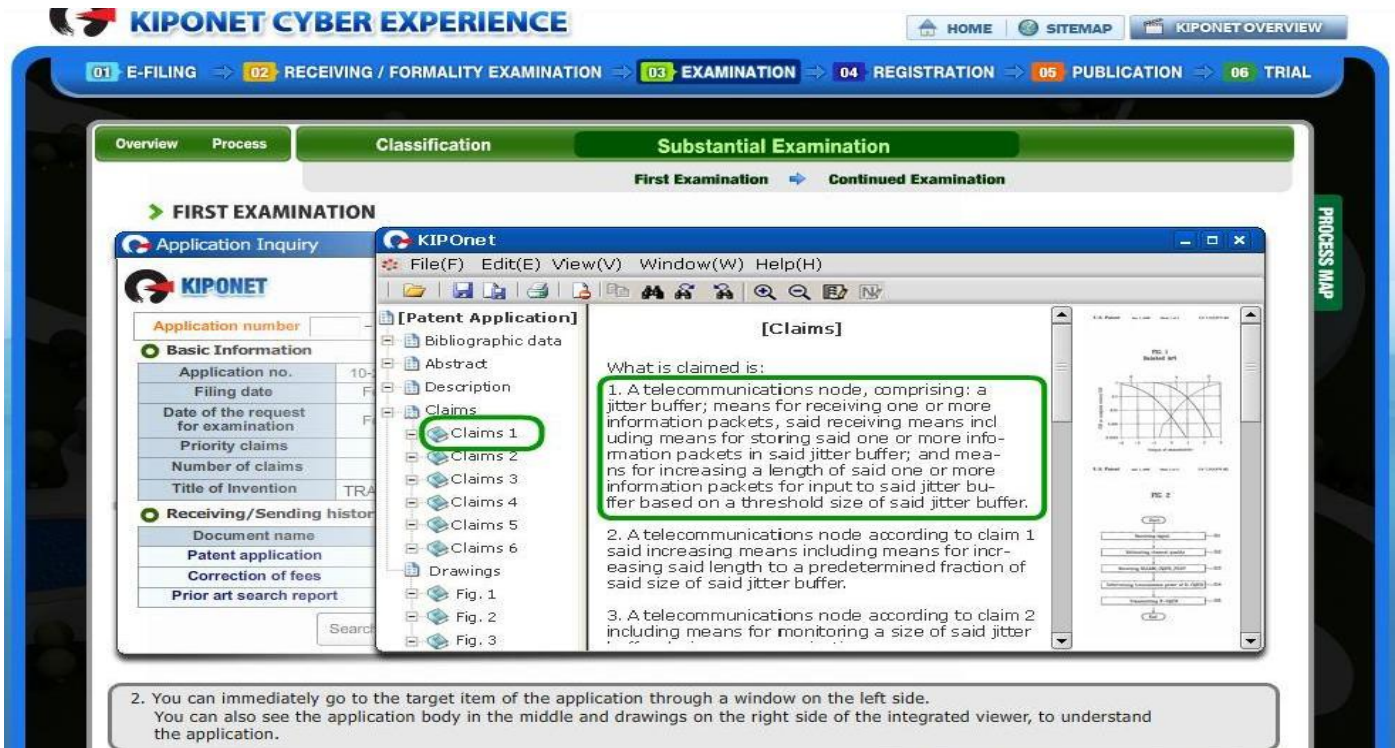 KIPONET CYBER EXPERIENCE
HOME SITEMAP KIPONET OVERVIEW
01 E-FILING 02 RECEIVING / FORMALITY EXAMINATION 03 EXAMINATION 04 REGISTRATION 05 PUBLICATION 06 TRIAL
Overview Process Classification Substantial Examination
First Examination Continued Examination
FIRST EXAMINATION
PROCESS MAP
Application Inquiry
KIPONET
Application number –
Basic Information
Application no. 10-
Filing date
Date of the request
for examination
Priority claims
Number of claims
Title of Invention TRA
Receiving/Sending histor
Document name
Patent application
Correction of fees
Prior art search report
Search
KIPOnet
File(F) Edit(E) View(V) Window(W) Help(H)
[Patent Application]
Bibliographic data
Abstract
Description
Claims
Claims 1
Claims 2
Claims 3
Claims 4
Claims 5
Claims 6
Drawings
Fig. 1
Fig. 2
Fig. 3
[Claims]
What is claimed is:
1. A telecommunications node, comprising: a
jitter buffer; means for receiving one or more
information packets, said receiving means incl
uding means for storing said one or more info-
rmation packets in said jitter buffer; and mea-
ns for increasing a length of said one or more
information packets for input to said jitter bu-
ffer based on a threshold size of said jitter buffer.
2. A telecommunications node according to claim 1
said increasing means including means for incr-
easing said length to a predetermined fraction of
said size of said jitter buffer.
3. A telecommunications node according to claim 2
including means for monitoring a size of said jitter
FIG. 1
FIG. 2
2. You can immediately go to the target item of the application through a window on the left side.
You can also see the application body in the middle and drawings on the right side of the integrated viewer, to understand
the application.